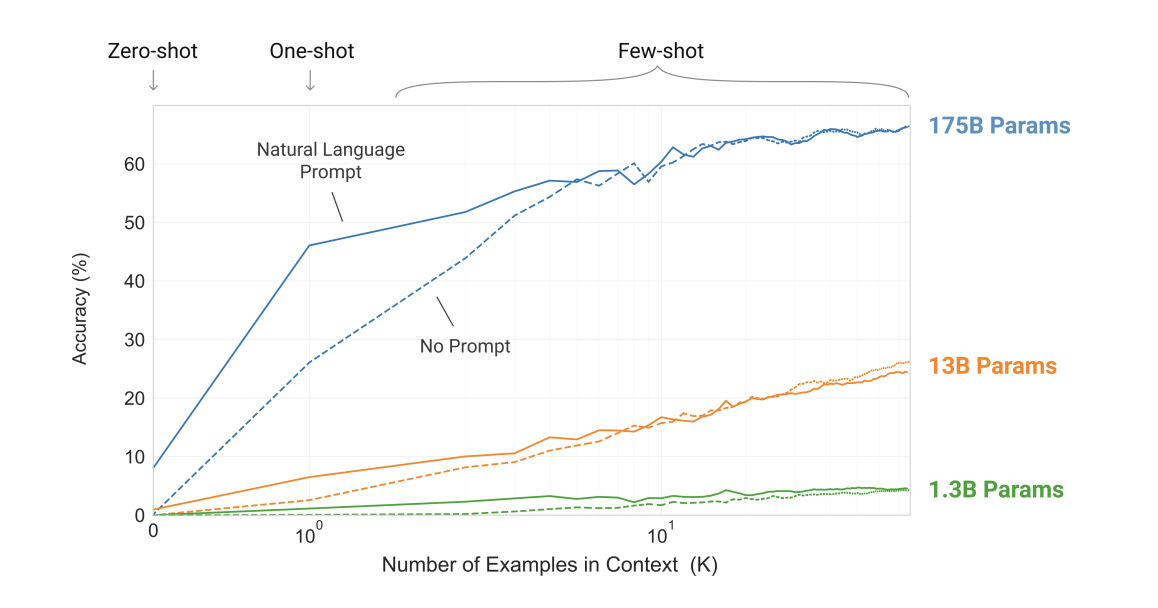 Zero-shot One-shot Few-shot
175B Params
Natural Language
Prompt
60
50
40
No Prompt
30
13B Params
20
10
1.3B Params
0
Accuracy (%)
0 10^0 10^1
Number of Examples in Context (K)